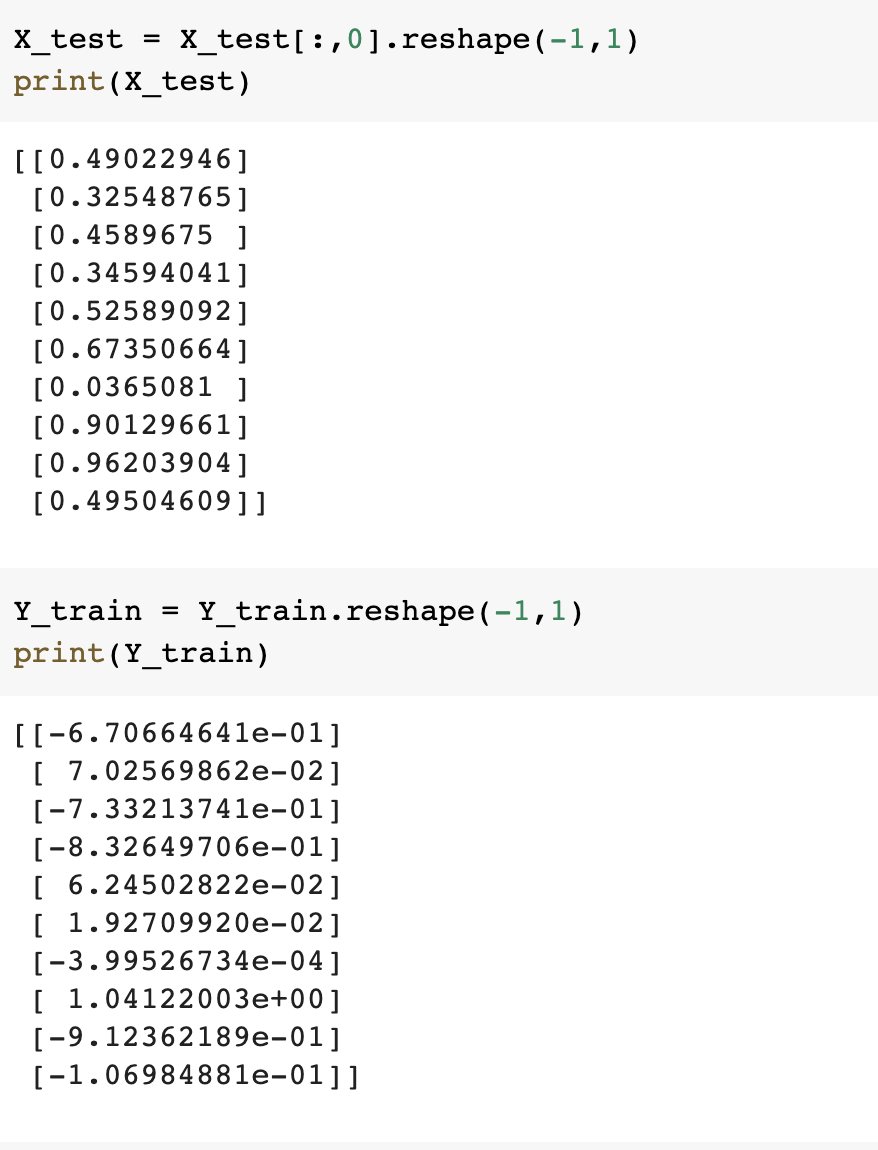 X_test = X_test[:,0].reshape(-1,1)
print(X_test)
[[0.49022946]
 [0.32548765]
 [0.4589675 ]
 [0.34594041]
 [0.52589092]
 [0.67350664]
 [0.0365081 ]
 [0.90129661]
 [0.96203904]
 [0.49504609]]
Y_train = Y_train.reshape(-1,1)
print(Y_train)
[[-6.70664641e-01]
 [ 7.02569862e-02]
 [-7.33213741e-01]
 [-8.32649706e-01]
 [ 6.24502822e-02]
 [ 1.92709920e-02]
 [-3.99526734e-04]
 [ 1.04122003e+00]
 [-9.12362189e-01]
 [-1.06984881e-01]]